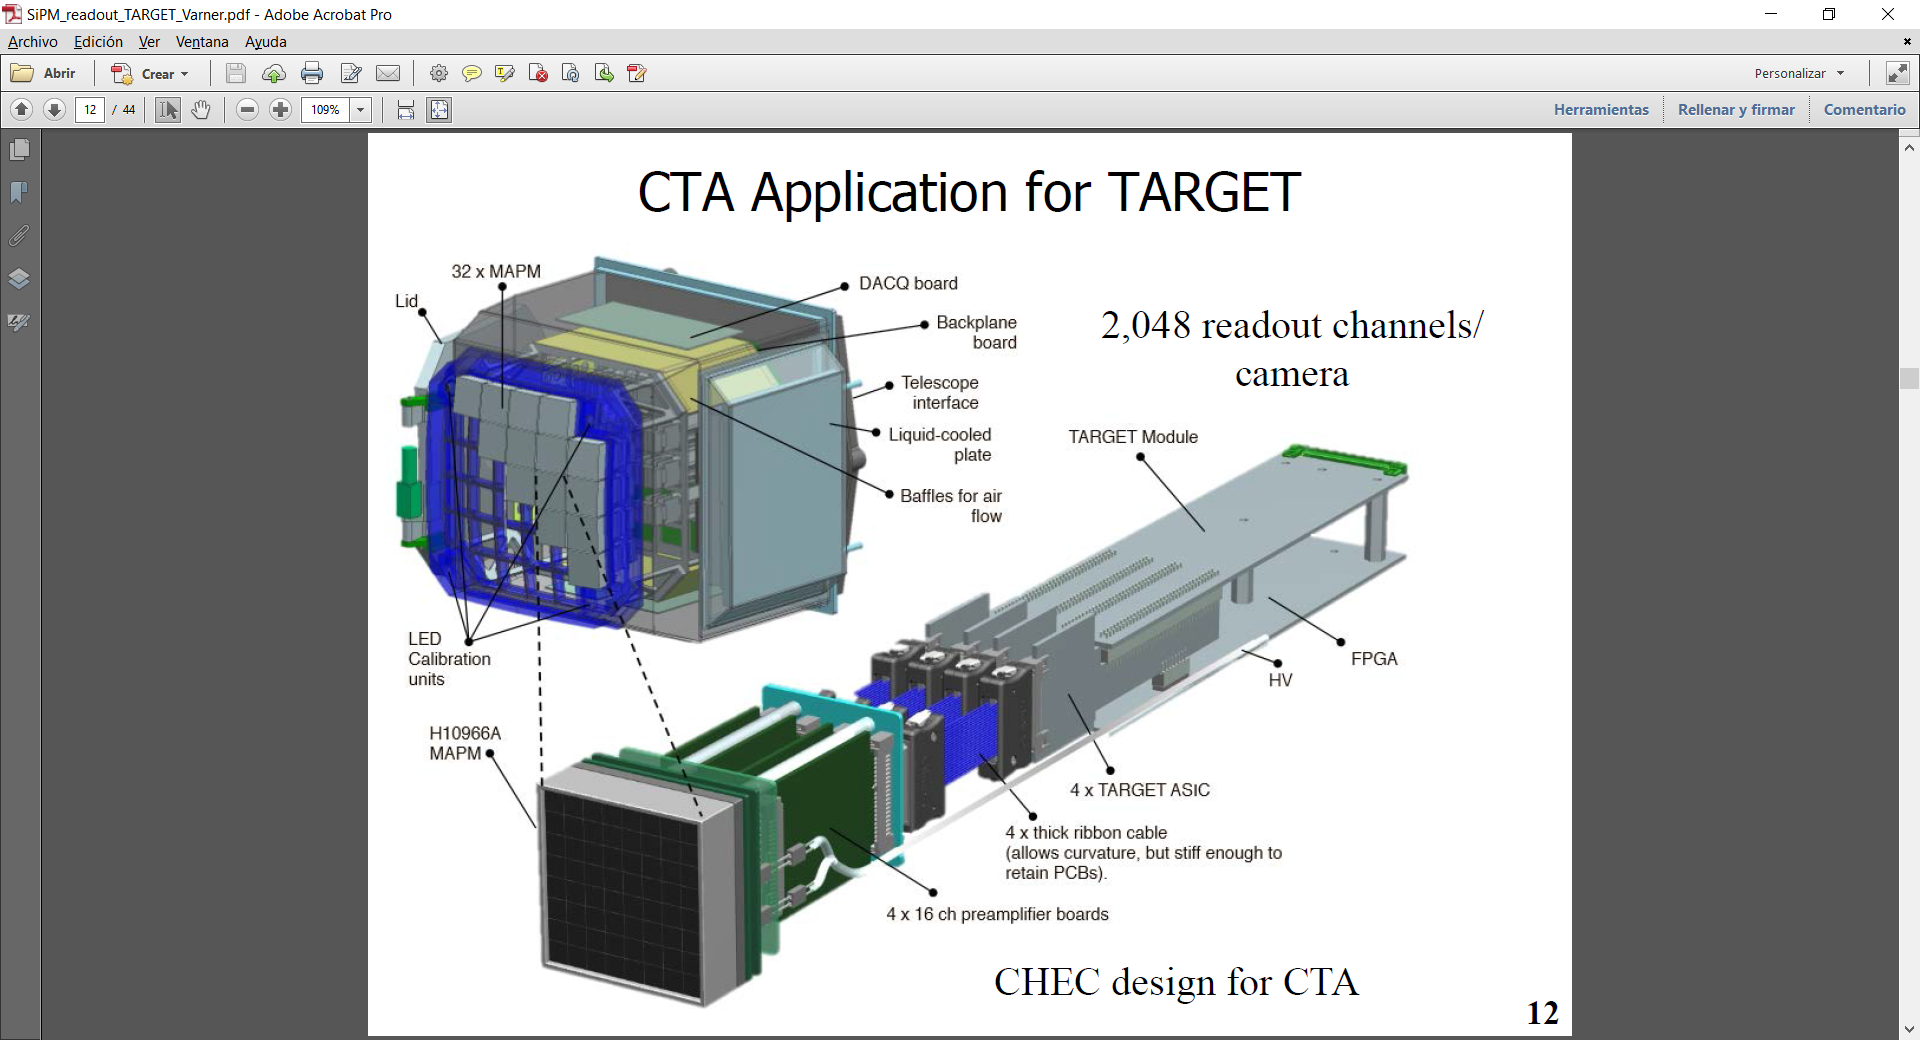 SiPM_readout_TARGET_Varner.pdf - Adobe Acrobat Pro
Archivo Edición Ver Ventana Ayuda
Abrir Crear Personalizar
12 / 44 109% Herramientas Rellenar y firmar Comentario
CTA Application for TARGET
32 x MAPM
Lid
DACQ board
Backplane
board
Telescope
interface
Liquid-cooled
plate
Baffles for air
flow
2,048 readout channels/
camera
TARGET Module
LED
Calibration
units
FPGA
HV
H10966A
MAPM
4 x TARGET ASIC
4 x thick ribbon cable
(allows curvature, but stiff enough to
retain PCBs).
4 x 16 ch preamplifier boards
CHEC design for CTA
12